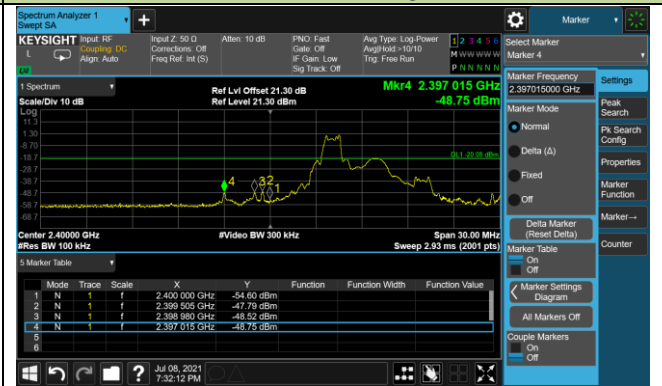 Spectrum Analyzer 1
Swept SA
Marker
KEYSIGHT Input: RF
Coupling: DC
Align: Auto
Input Z: 50 Ω
Corrections: Off
Freq Ref: Int (S)
Atten: 10 dB
PNO: Fast
Gate: Off
IF Gain: Low
Sig Track: Off
Avg Type: Log-Power
Avg|Hold:>10/10
Trig: Free Run
1 2 3 4 5 6
M W W W W W
P N N N N N
L
1 Spectrum
Scale/Div 10 dB
Log
Ref Lvl Offset 21.30 dB
Ref Level 21.30 dBm
Mkr4 2.397 015 GHz
-48.75 dBm
11.3
1.30
-8.70
-18.7
-28.7
-38.7
-48.7
-58.7
-68.7
DL1 -20.08 dBm
4
3
2
1
Center 2.40000 GHz
#Res BW 100 kHz
#Video BW 300 kHz
Span 30.00 MHz
Sweep 2.93 ms (2001 pts)
5 Marker Table
Mode Trace Scale X Y Function Function Width Function Value
1 N 1 f 2.400 000 GHz -54.60 dBm
2 N 1 f 2.399 505 GHz -47.79 dBm
3 N 1 f 2.398 980 GHz -48.52 dBm
4 N 1 f 2.397 015 GHz -48.75 dBm
5
6
Jul 08, 2021
7:32:12 PM
Select Marker
Marker 4
Marker Frequency
2.397015000 GHz
Marker Mode
Normal
Delta (Δ)
Fixed
Off
Delta Marker
(Reset Delta)
Marker Table
On
Off
Marker Settings
Diagram
All Markers Off
Couple Markers
On
Off
Settings
Peak
Search
Pk Search
Config
Properties
Marker
Function
Marker→
Counter